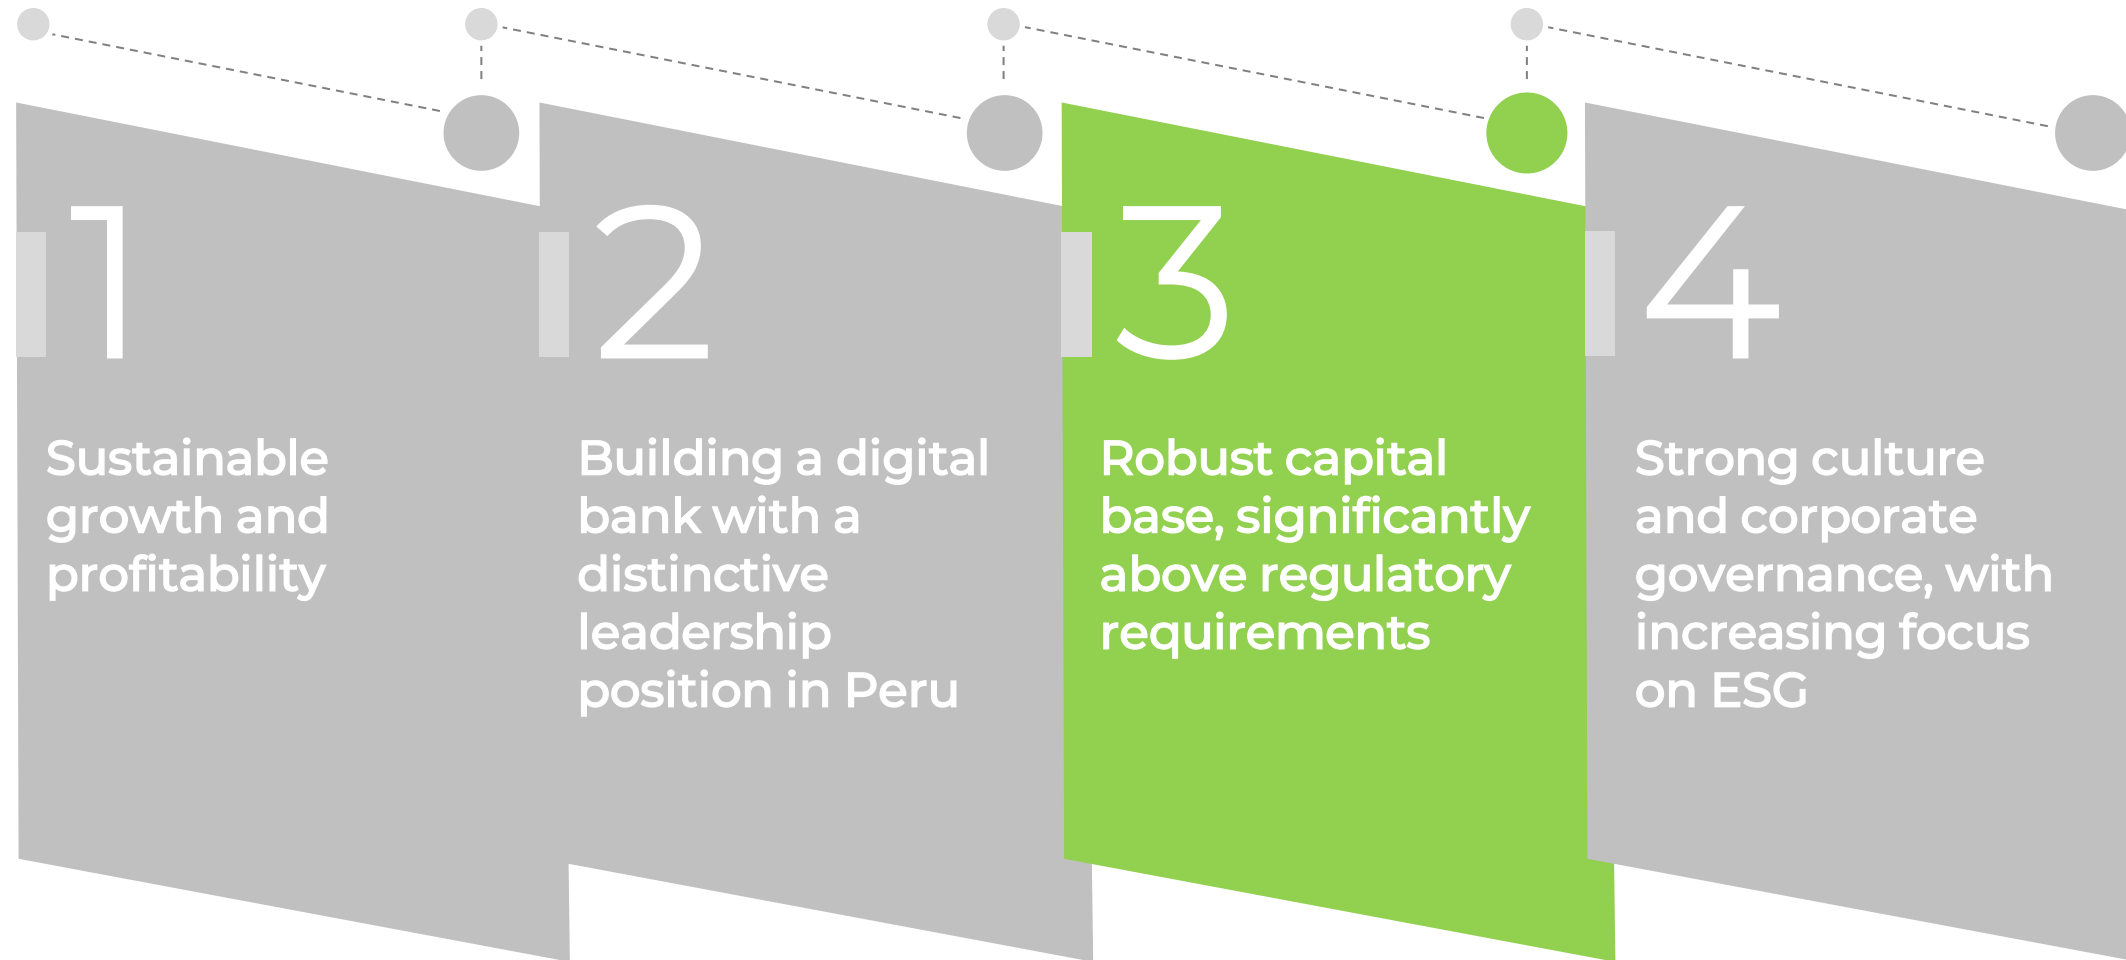 1
Sustainable
growth and
profitability
2
Building a digital
bank with a
distinctive
leadership
position in Peru
3
Robust capital
base, significantly
above regulatory
requirements
4
Strong culture
and corporate
governance, with
increasing focus
on ESG